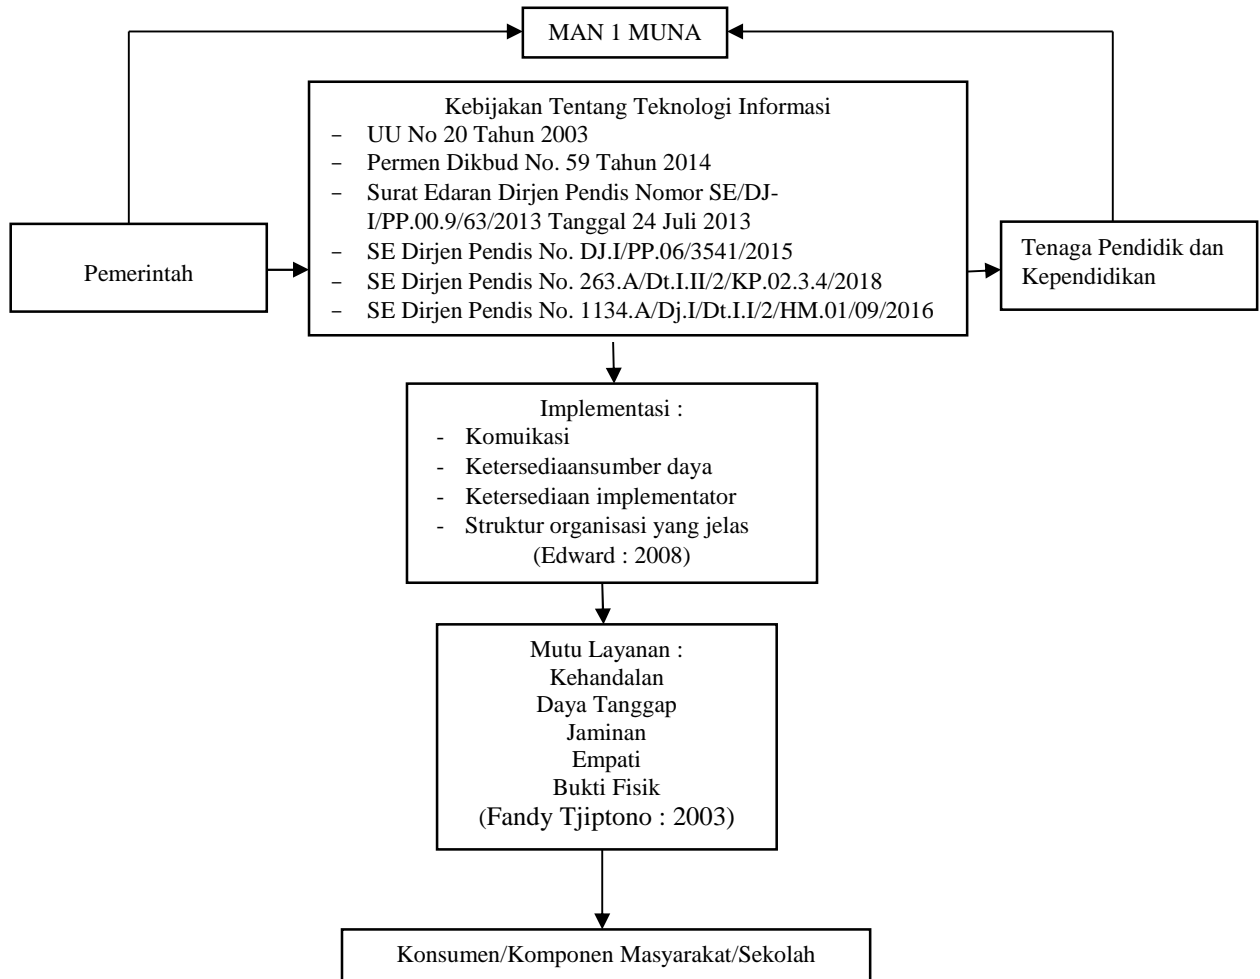 MAN 1 MUNA
Kebijakan Tentang Teknologi Informasi
- UU No 20 Tahun 2003
- Permen Dikbud No. 59 Tahun 2014
- Surat Edaran Dirjen Pendis Nomor SE/DJ-
I/PP.00.9/63/2013 Tanggal 24 Juli 2013
- SE Dirjen Pendis No. DJ.I/PP.06/3541/2015
- SE Dirjen Pendis No. 263.A/Dt.I.II/2/KP.02.3.4/2018
- SE Dirjen Pendis No. 1134.A/Dj.I/Dt.I.I/2/HM.01/09/2016
Pemerintah
Tenaga Pendidik dan
Kependidikan
Implementasi :
- Komuikasi
- Ketersediaansumber daya
- Ketersediaan implementator
- Struktur organisasi yang jelas
(Edward : 2008)
Mutu Layanan :
Kehandalan
Daya Tanggap
Jaminan
Empati
Bukti Fisik
(Fandy Tjiptono : 2003)
Konsumen/Komponen Masyarakat/Sekolah